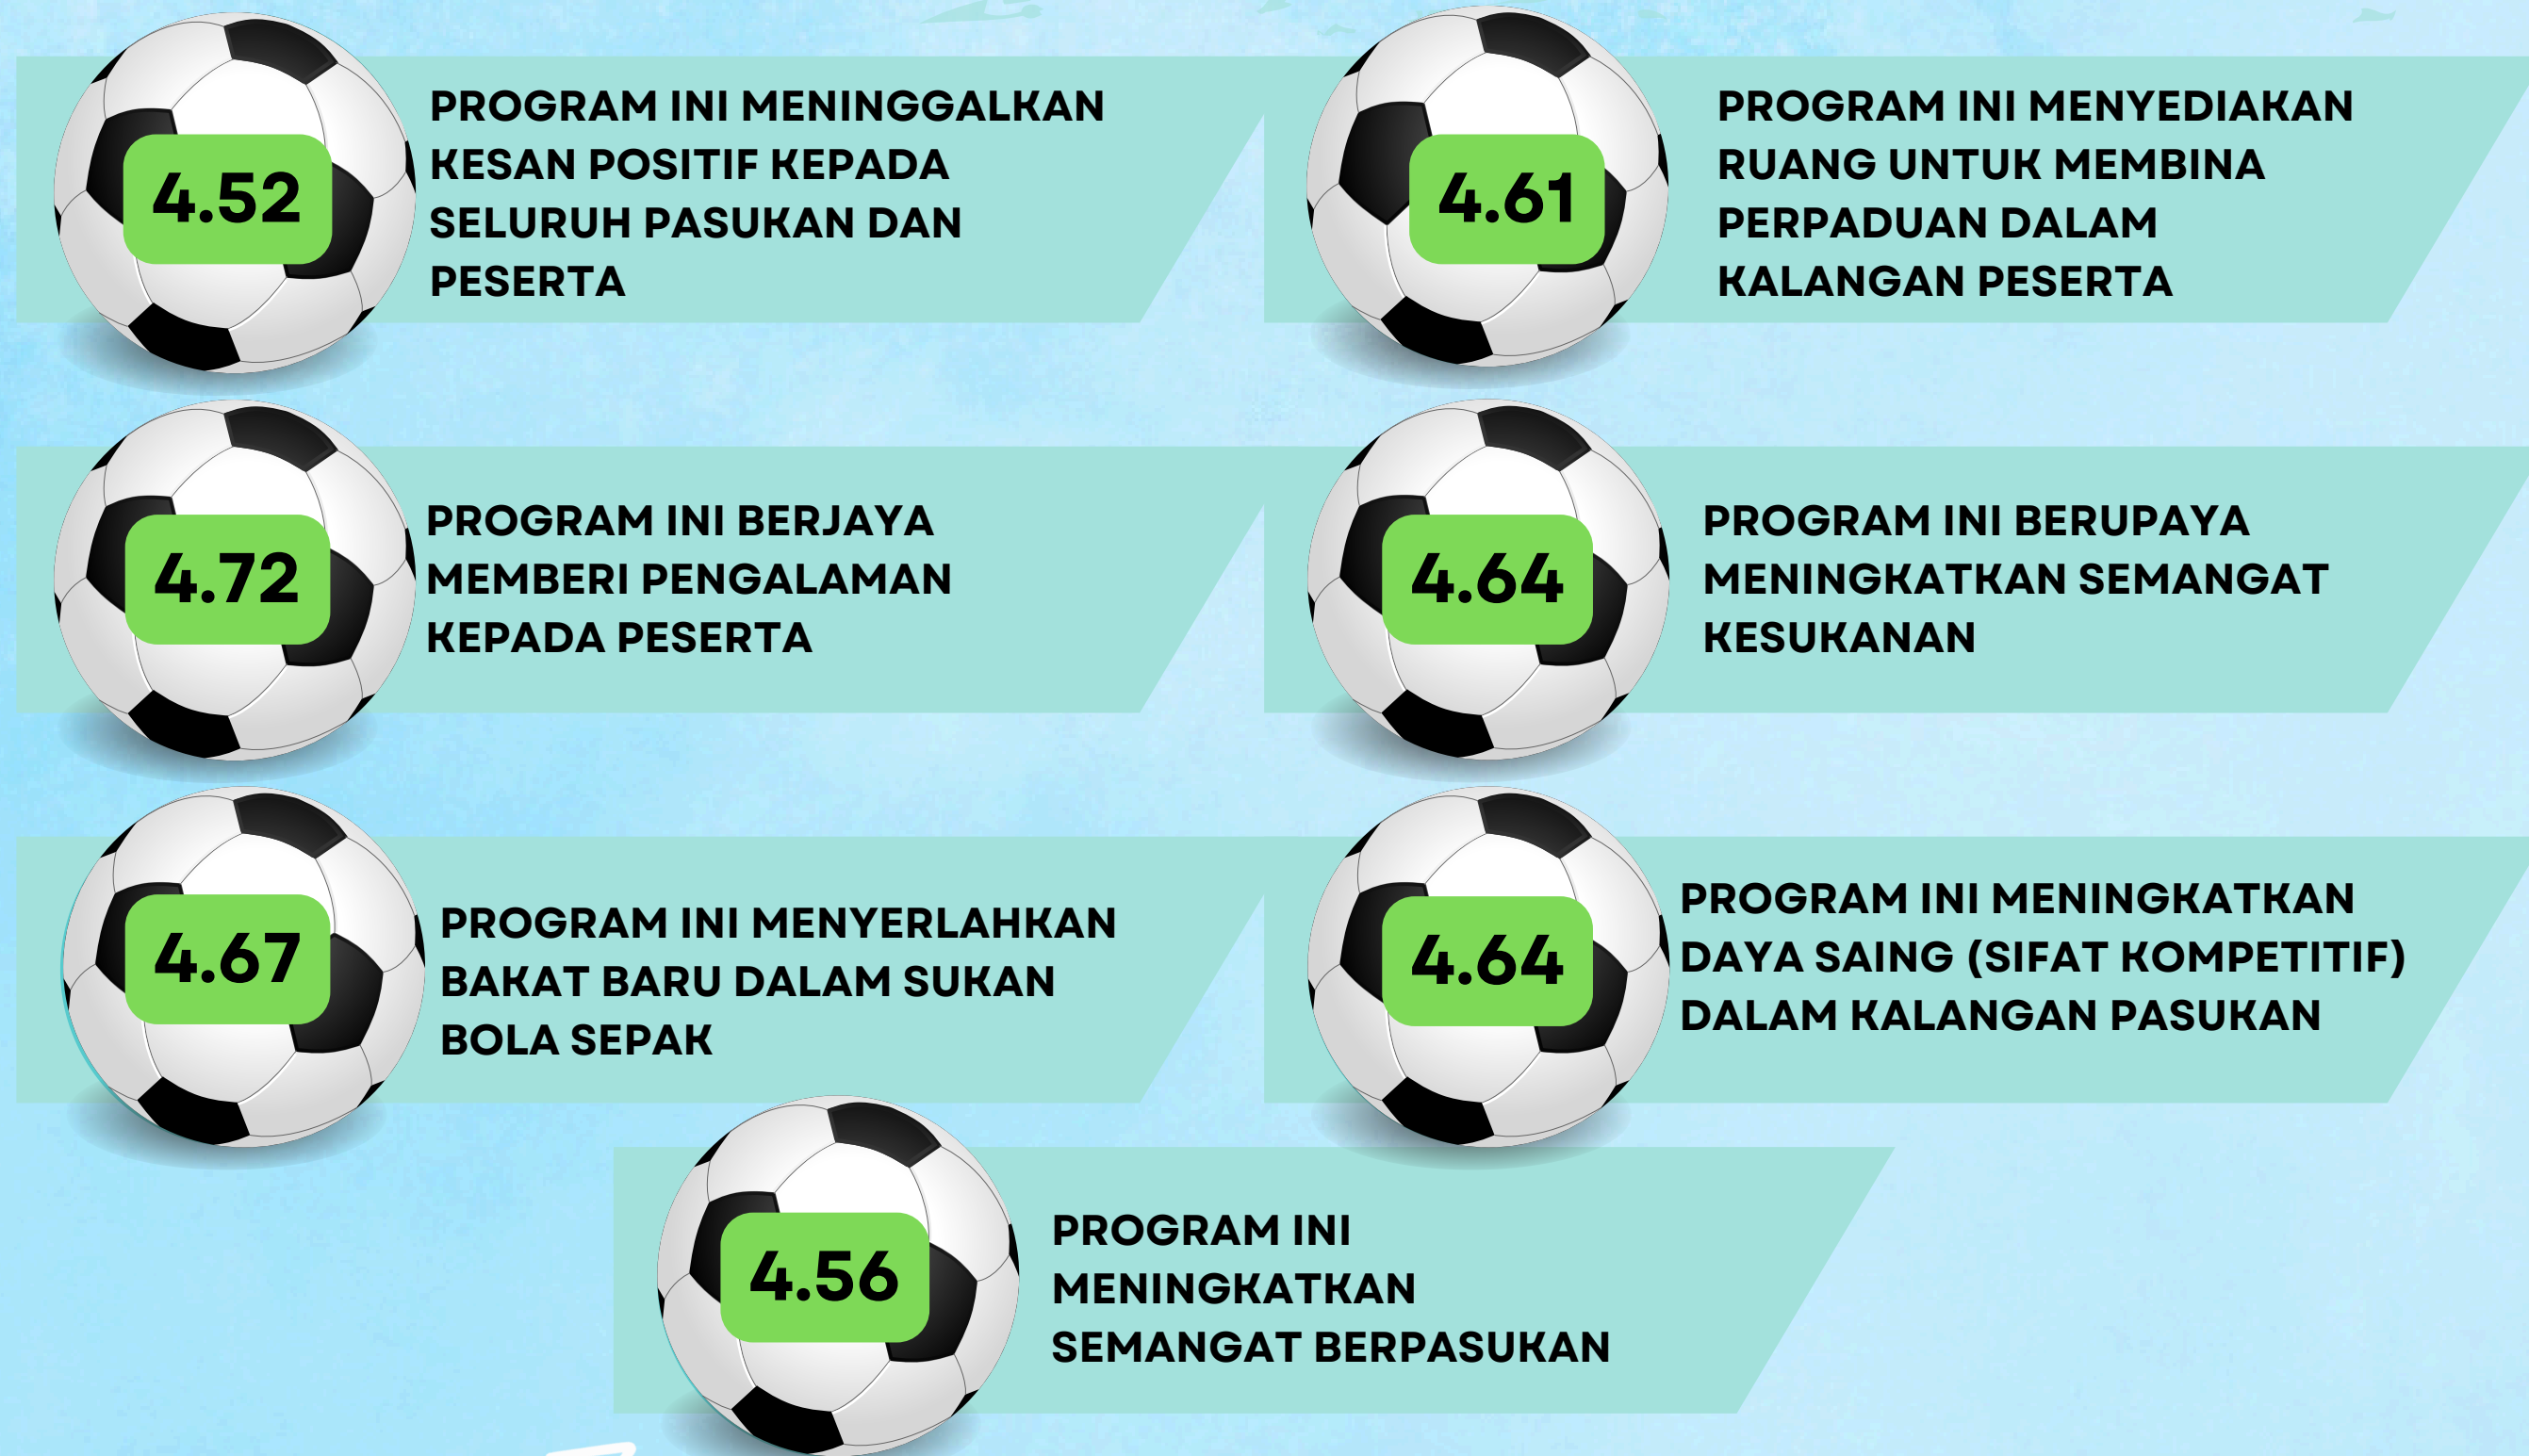 4.52
PROGRAM INI MENINGGALKAN
KESAN POSITIF KEPADA
SELURUH PASUKAN DAN
PESERTA
4.61
PROGRAM INI MENYEDIAKAN
RUANG UNTUK MEMBINA
PERPADUAN DALAM
KALANGAN PESERTA
4.72
PROGRAM INI BERJAYA
MEMBERI PENGALAMAN
KEPADA PESERTA
4.64
PROGRAM INI BERUPAYA
MENINGKATKAN SEMANGAT
KESUKANAN
4.67
PROGRAM INI MENYERLAHKAN
BAKAT BARU DALAM SUKAN
BOLA SEPAK
4.64
PROGRAM INI MENINGKATKAN
DAYA SAING (SIFAT KOMPETITIF)
DALAM KALANGAN PASUKAN
4.56
PROGRAM INI
MENINGKATKAN
SEMANGAT BERPASUKAN